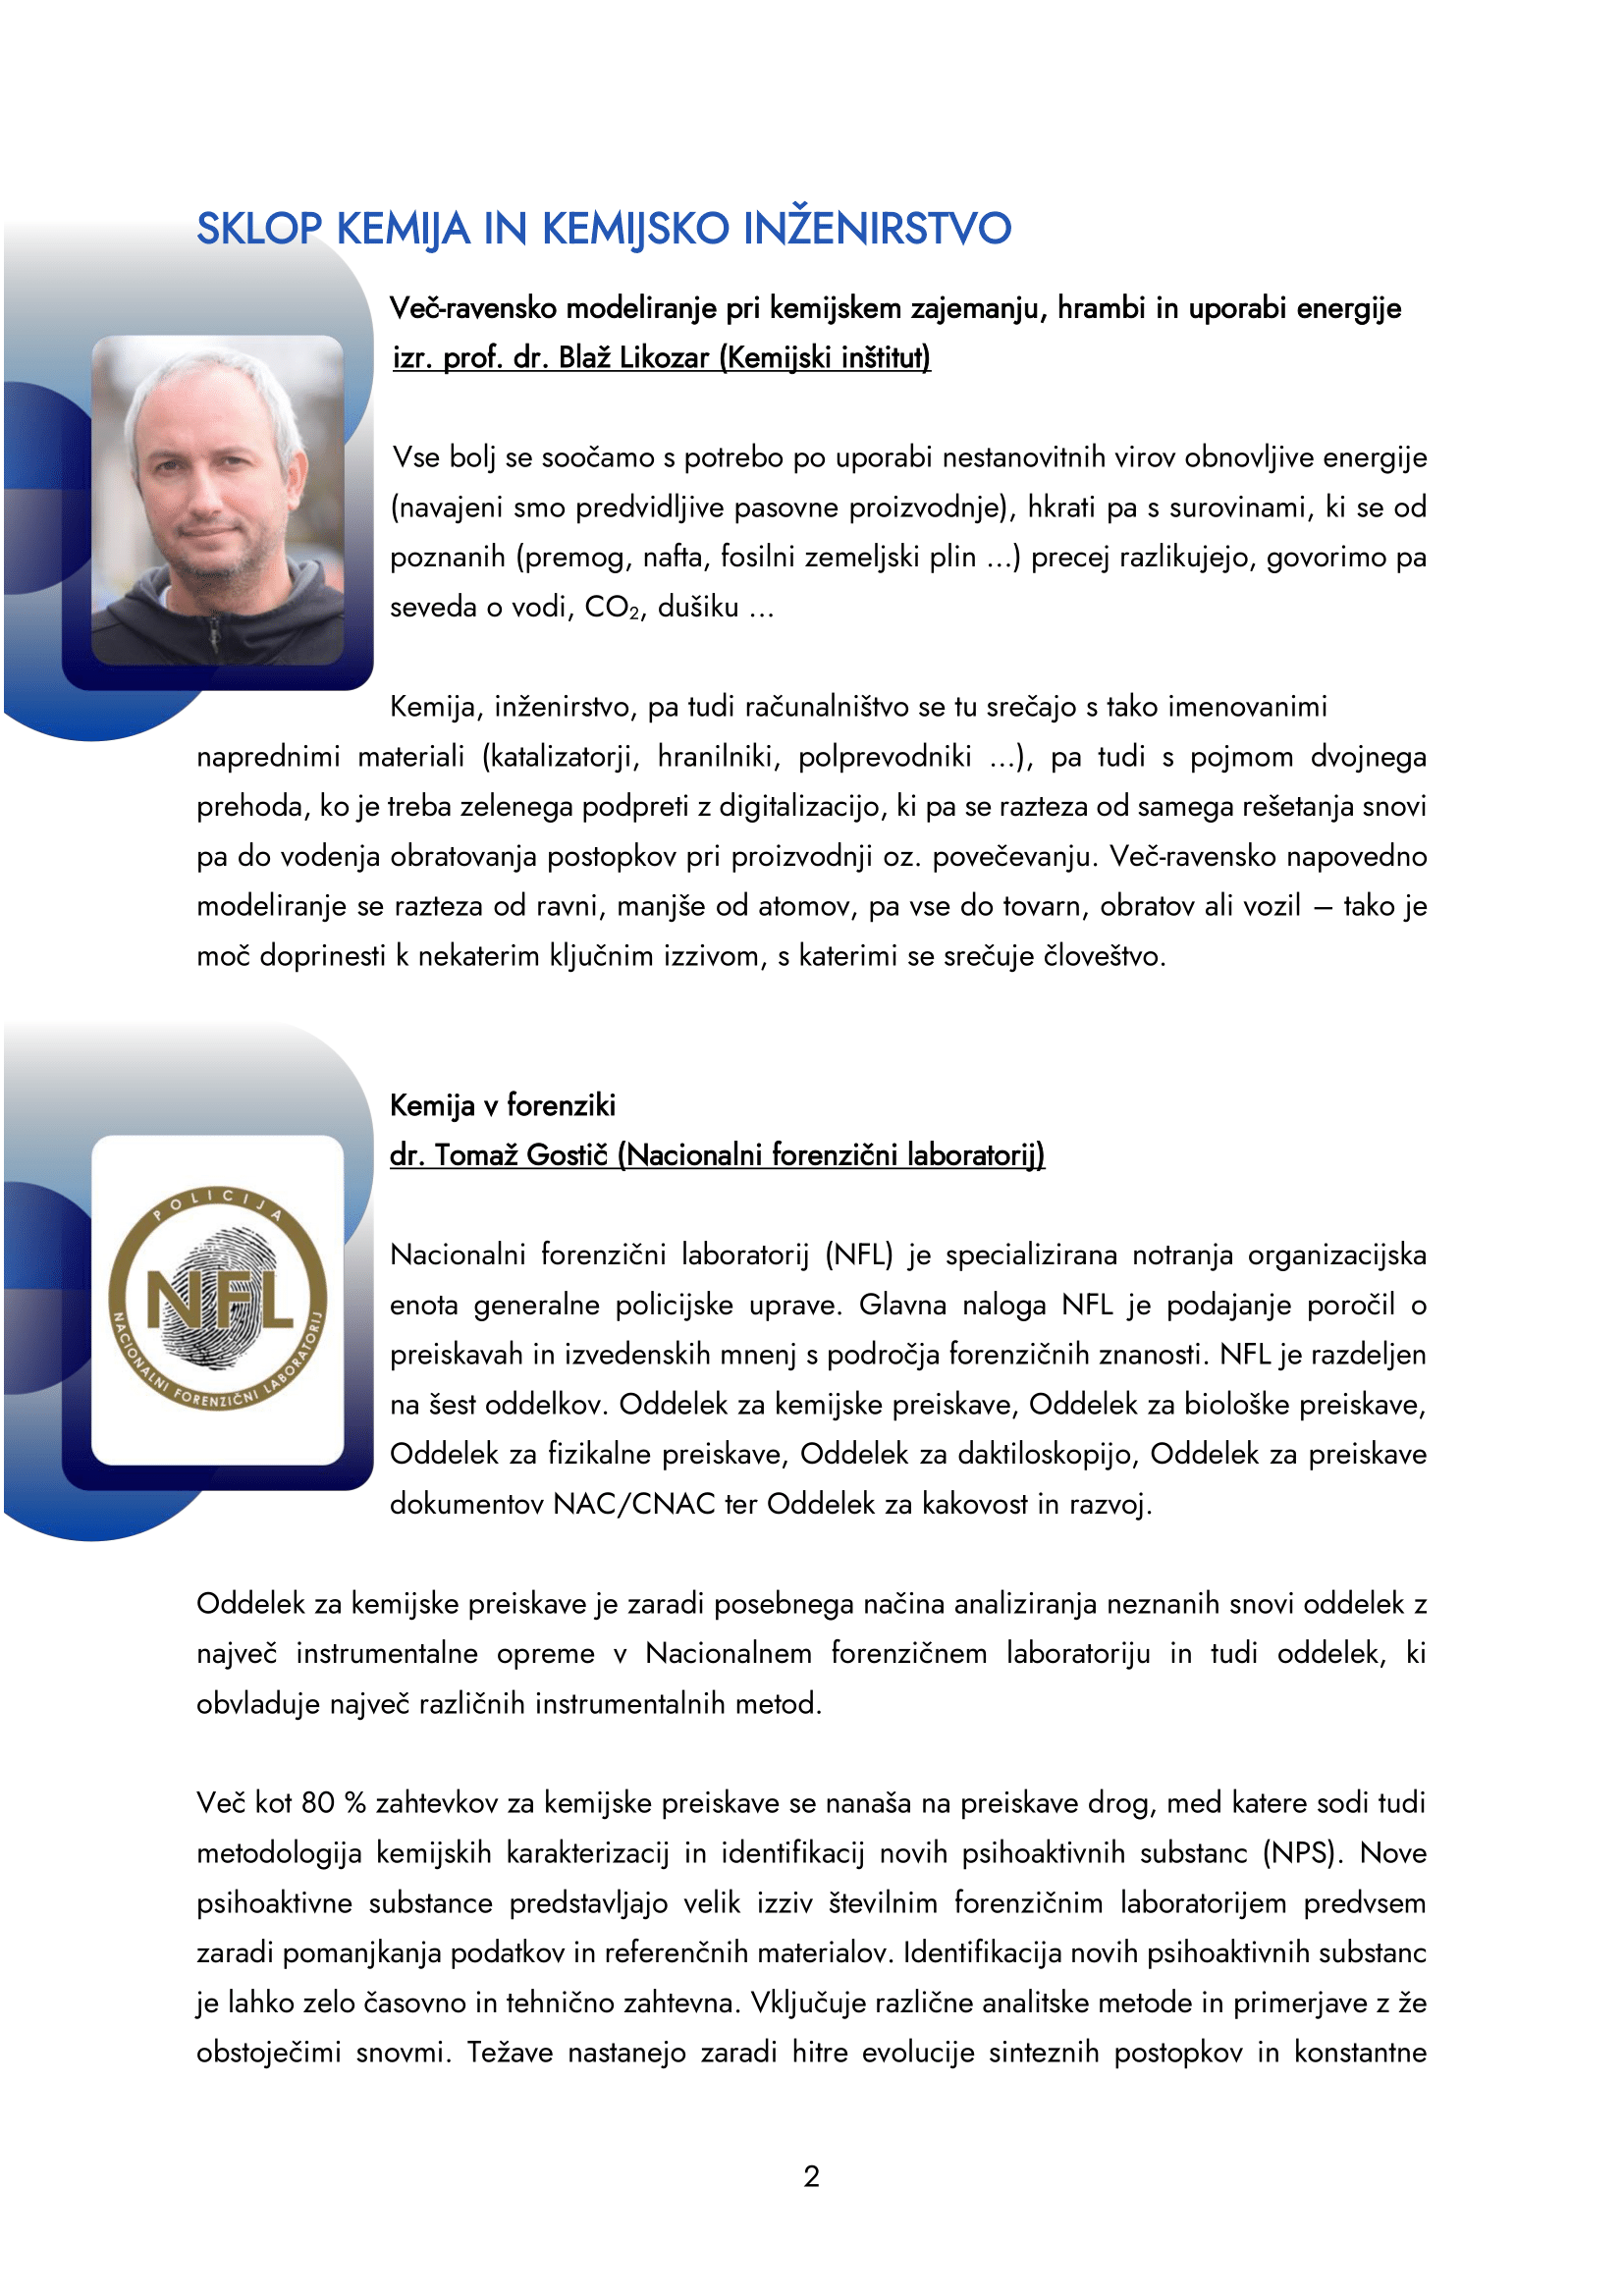 SKLOP KEMIJA IN KEMIJSKO INŽENIRSTVO
Več-ravensko modeliranje pri kemijskem zajemanju, hrambi in uporabi energije
izr. prof. dr. Blaž Likozar (Kemijski inštitut)
Vse bolj se soočamo s potrebo po uporabi nestanovitnih virov obnovljive energije
(navajeni smo predvidljive pasovne proizvodnje), hkrati pa s surovinami, ki se od
poznanih (premog, nafta, fosilni zemeljski plin …) precej razlikujejo, govorimo pa
seveda o vodi, CO₂, dušiku …
Kemija, inženirstvo, pa tudi računalništvo se tu srečajo s tako imenovanimi
naprednimi materiali (katalizatorji, hranilniki, polprevodniki …), pa tudi s pojmom dvojnega
prehoda, ko je treba zelenega podpreti z digitalizacijo, ki pa se razteza od samega rešetanja snovi
pa do vodenja obratovanja postopkov pri proizvodnji oz. povečevanju. Več-ravensko napovedno
modeliranje se razteza od ravni, manjše od atomov, pa vse do tovarn, obratov ali vozil – tako je
moč doprinesti k nekaterim ključnim izzivom, s katerimi se srečuje človeštvo.
Kemija v forenziki
dr. Tomaž Gostič (Nacionalni forenzični laboratorij)
POLICIJA
NFL
NACIONALNI FORENZIČNI LABORATORIJ
Nacionalni forenzični laboratorij (NFL) je specializirana notranja organizacijska
enota generalne policijske uprave. Glavna naloga NFL je podajanje poročil o
preiskavah in izvedenskih mnenj s področja forenzičnih znanosti. NFL je razdeljen
na šest oddelkov. Oddelek za kemijske preiskave, Oddelek za biološke preiskave,
Oddelek za fizikalne preiskave, Oddelek za daktiloskopijo, Oddelek za preiskave
dokumentov NAC/CNAC ter Oddelek za kakovost in razvoj.
Oddelek za kemijske preiskave je zaradi posebnega načina analiziranja neznanih snovi oddelek z
največ instrumentalne opreme v Nacionalnem forenzičnem laboratoriju in tudi oddelek, ki
obvladuje največ različnih instrumentalnih metod.
Več kot 80 % zahtevkov za kemijske preiskave se nanaša na preiskave drog, med katere sodi tudi
metodologija kemijskih karakterizacij in identifikacij novih psihoaktivnih substanc (NPS). Nove
psihoaktivne substance predstavljajo velik izziv številnim forenzičnim laboratorijem predvsem
zaradi pomanjkanja podatkov in referenčnih materialov. Identifikacija novih psihoaktivnih substanc
je lahko zelo časovno in tehnično zahtevna. Vključuje različne analitske metode in primerjave z že
obstoječimi snovmi. Težave nastanejo zaradi hitre evolucije sinteznih postopkov in konstantne
2